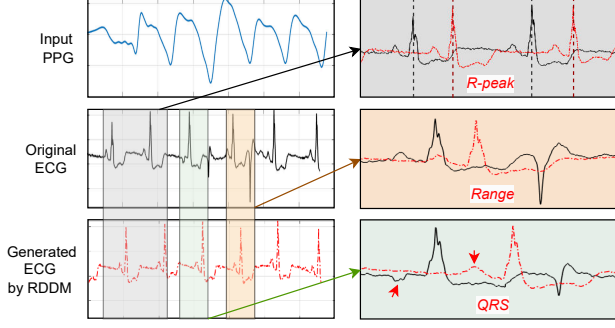 Input
PPG
R-peak
Original
ECG
Range
Generated
ECG
by RDDM
QRS